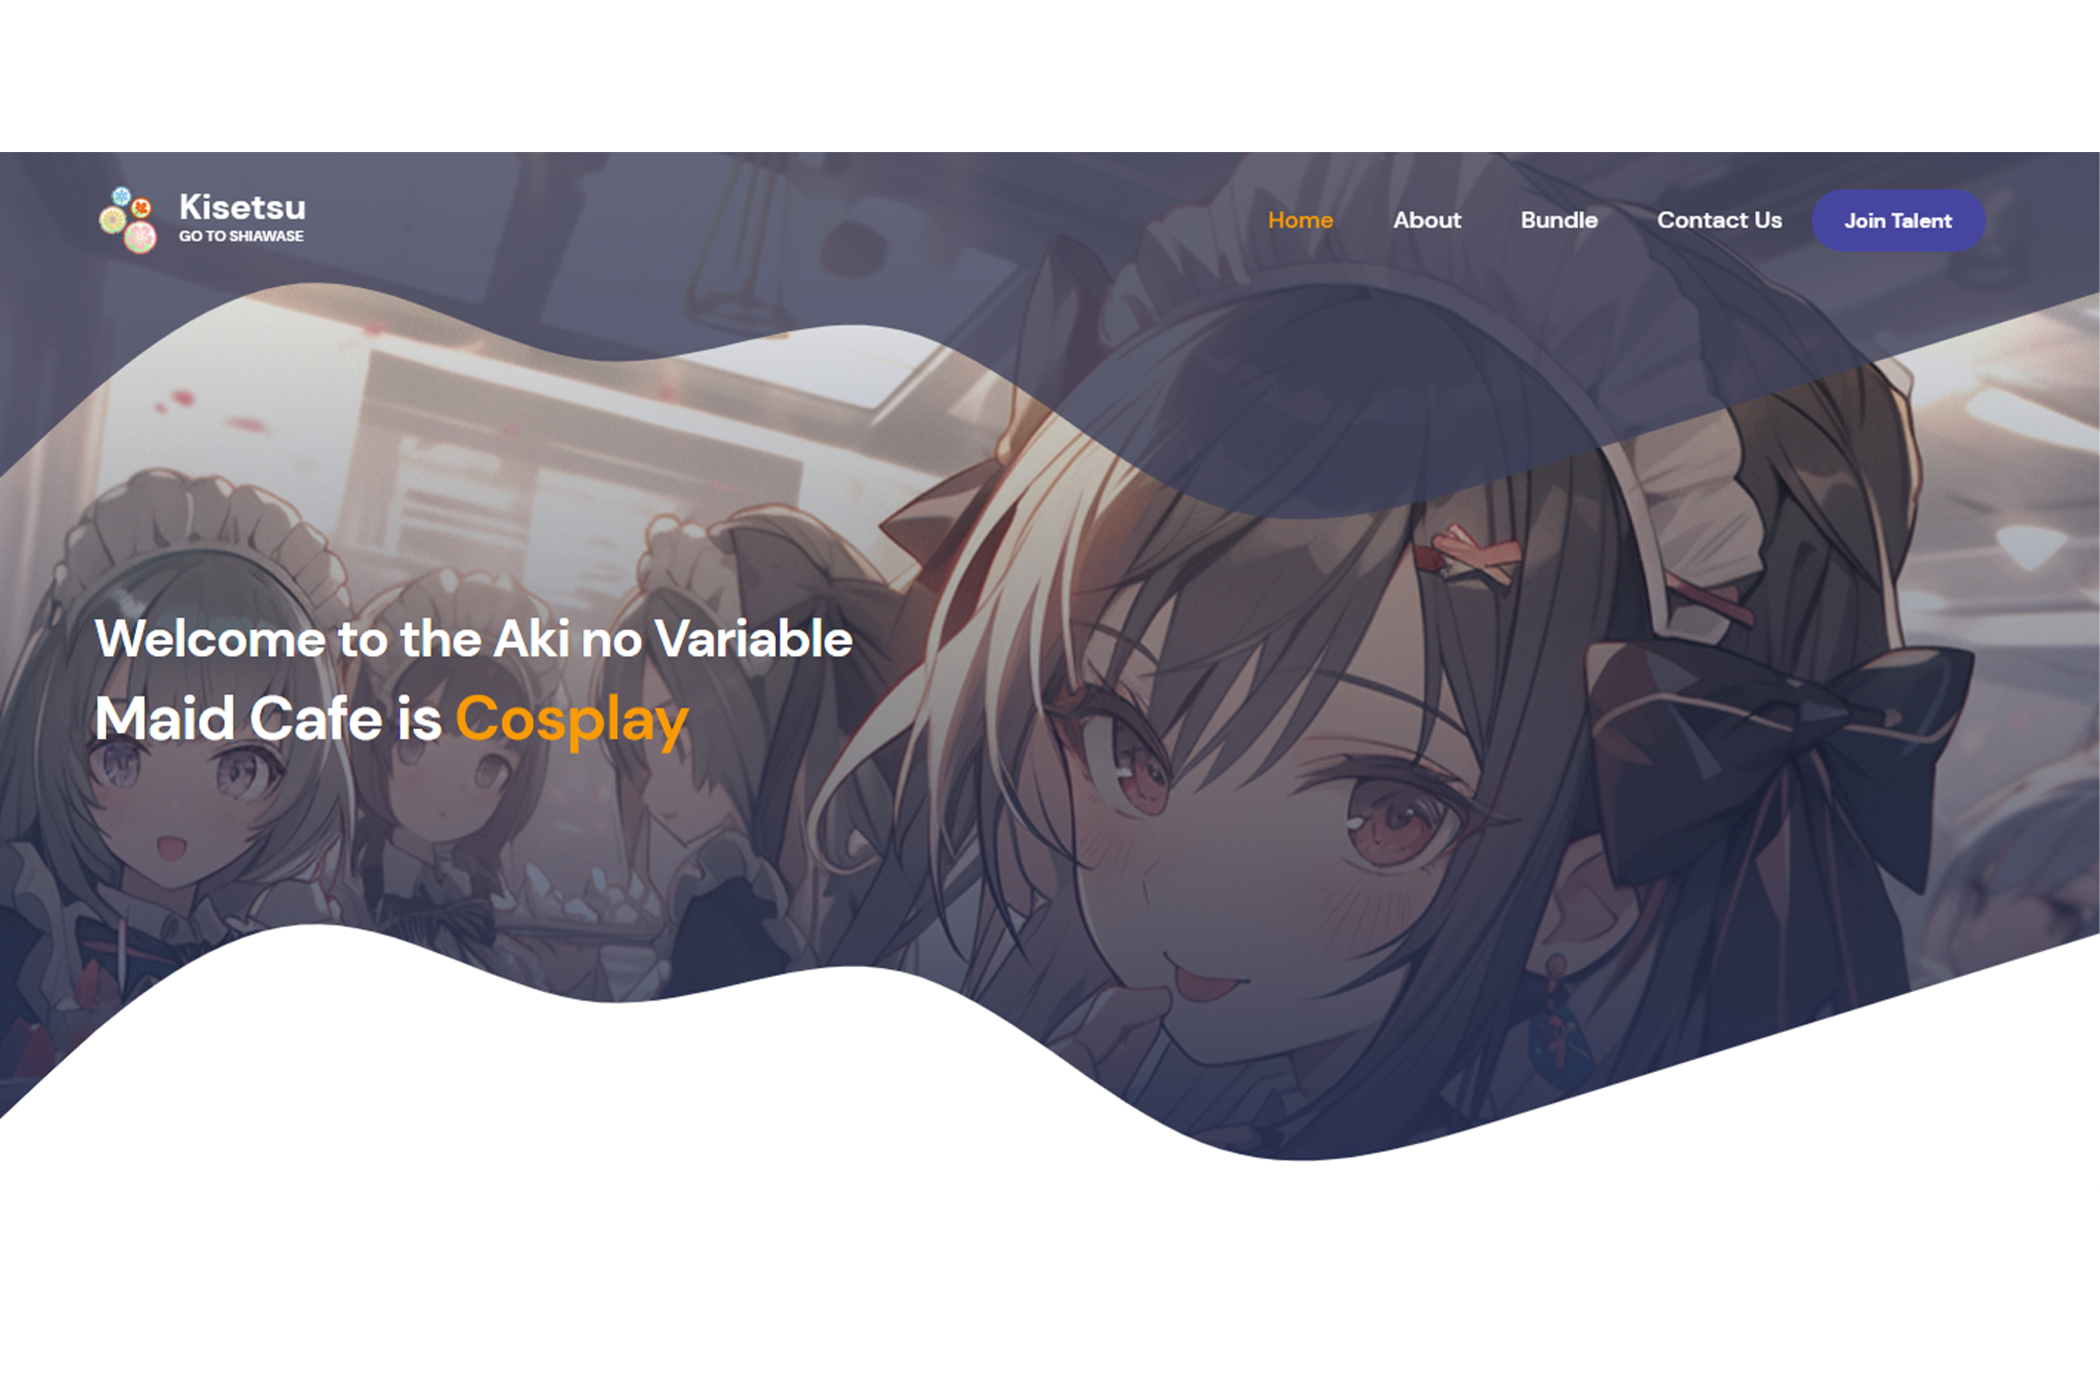 Kisetsu
GO TO SHIAWASE
Home About Bundle Contact Us Join Talent
Welcome to the Aki no Variable
Maid Cafe is Cosplay